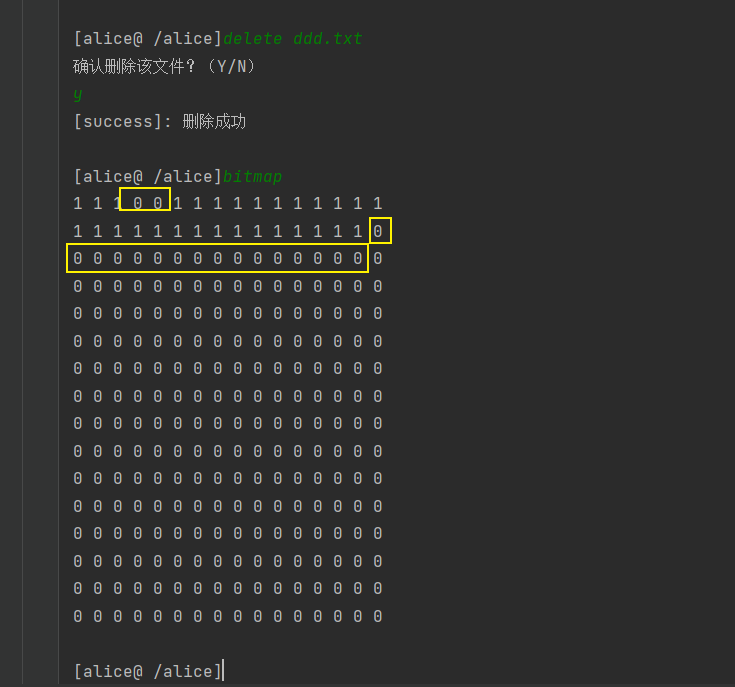 [alice@ /alice]delete ddd.txt
确认删除该文件?（Y/N）
y
[success]: 删除成功
[alice@ /alice]bitmap
1 1 1 0 0 1 1 1 1 1 1 1 1 1 1 1
1 1 1 1 1 1 1 1 1 1 1 1 1 1 1 0
0 0 0 0 0 0 0 0 0 0 0 0 0 0 0 0
0 0 0 0 0 0 0 0 0 0 0 0 0 0 0 0
0 0 0 0 0 0 0 0 0 0 0 0 0 0 0 0
0 0 0 0 0 0 0 0 0 0 0 0 0 0 0 0
0 0 0 0 0 0 0 0 0 0 0 0 0 0 0 0
0 0 0 0 0 0 0 0 0 0 0 0 0 0 0 0
0 0 0 0 0 0 0 0 0 0 0 0 0 0 0 0
0 0 0 0 0 0 0 0 0 0 0 0 0 0 0 0
0 0 0 0 0 0 0 0 0 0 0 0 0 0 0 0
0 0 0 0 0 0 0 0 0 0 0 0 0 0 0 0
0 0 0 0 0 0 0 0 0 0 0 0 0 0 0 0
0 0 0 0 0 0 0 0 0 0 0 0 0 0 0 0
0 0 0 0 0 0 0 0 0 0 0 0 0 0 0 0
0 0 0 0 0 0 0 0 0 0 0 0 0 0 0 0
[alice@ /alice]